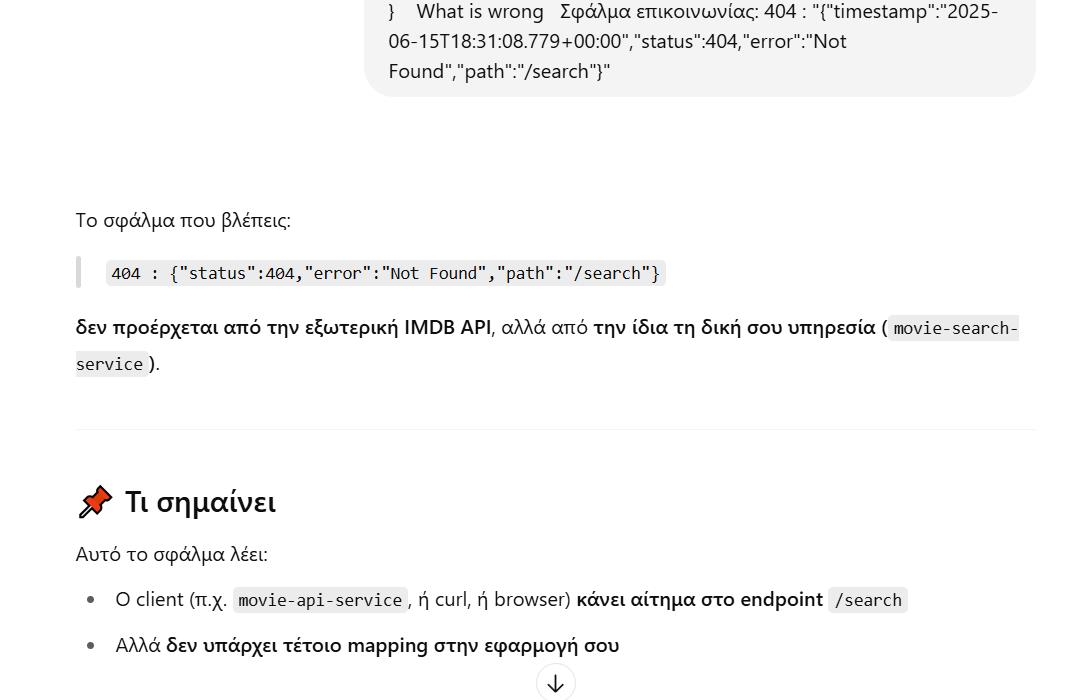 }    What is wrong   Σφάλμα επικοινωνίας: 404 : "{"timestamp":"2025-
06-15T18:31:08.779+00:00","status":404,"error":"Not
Found","path":"/search"}"
Το σφάλμα που βλέπεις:
404 : {"status":404,"error":"Not Found","path":"/search"}
δεν προέρχεται από την εξωτερική IMDB API, αλλά από την ίδια τη δική σου υπηρεσία (movie-search-
service).
📌 Τι σημαίνει
Αυτό το σφάλμα λέει:
• Ο client (π.χ. movie-api-service, ή curl, ή browser) κάνει αίτημα στο endpoint /search
• Αλλά δεν υπάρχει τέτοιο mapping στην εφαρμογή σου